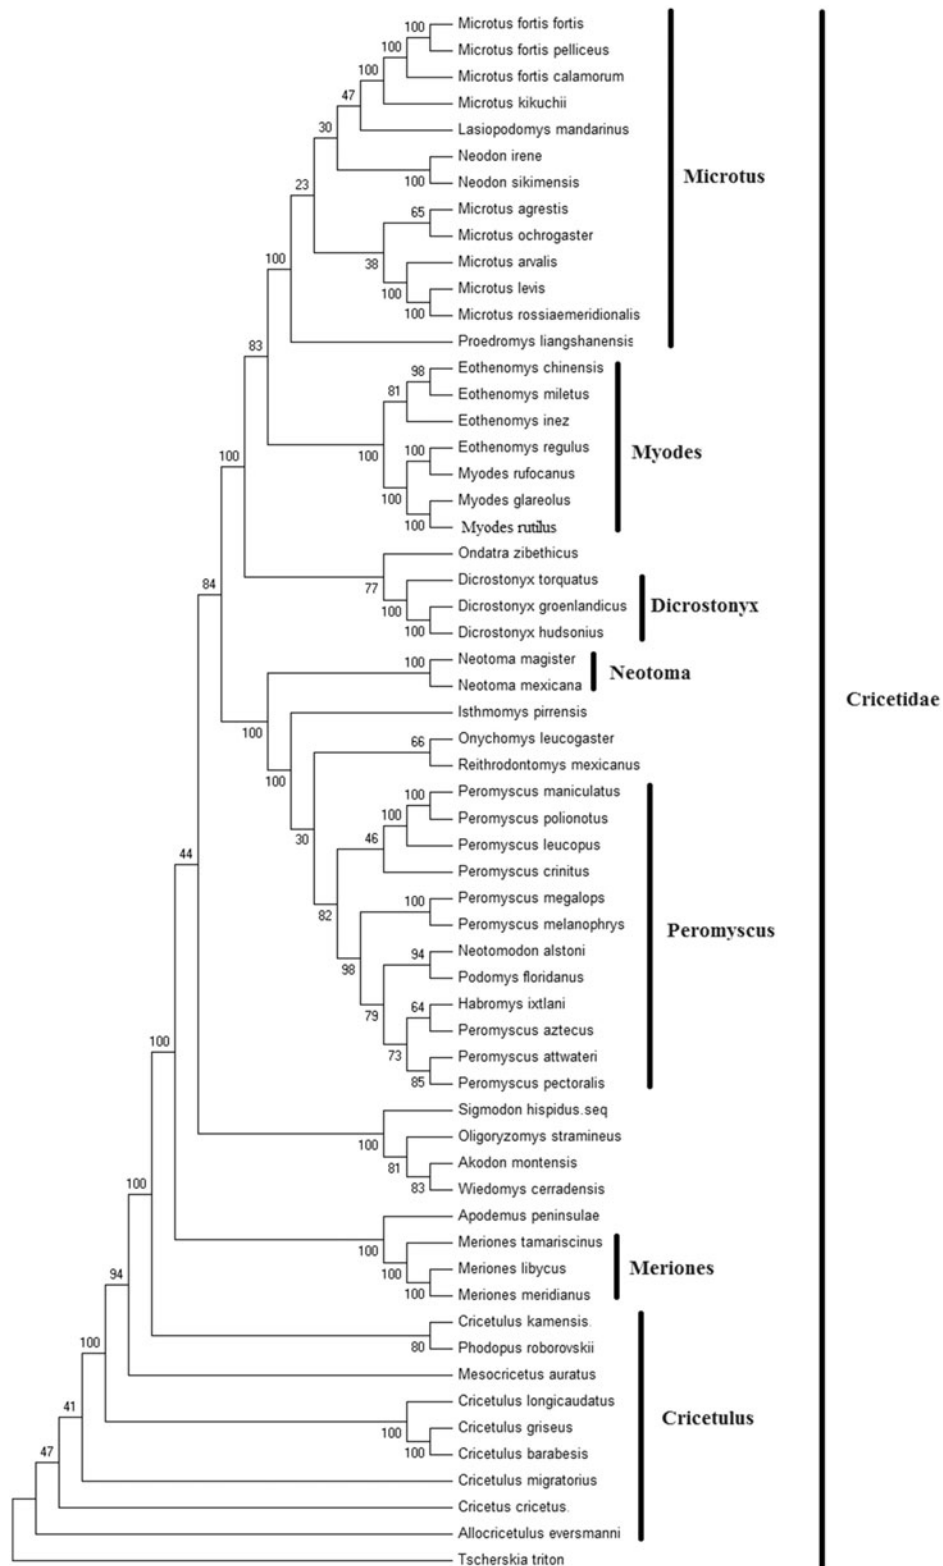 100 Microtus fortis fortis
100 Microtus fortis pelliceus
100 Microtus fortis calamorum
47 Microtus kikuchii
30 Lasiopodomys mandarinus
Neodon irene
23 100 Neodon sikimensis
Microtus
65 Microtus agrestis
Microtus ochrogaster
100 38 Microtus arvalis
100 Microtus levis
100 Microtus rossiaemeridionalis
83 Proedromys liangshanensis
98 Eothenomys chinensis
81 Eothenomys miletus
Eothenomys inez
100 100 100 Eothenomys regulus
Myodes
Myodes rufocanus
100 Myodes glareolus
100 Myodes rutilus
Ondatra zibethicus
84 77 Dicrostonyx torquatus
100 Dicrostonyx groenlandicus
Dicrostonyx
100 Dicrostonyx hudsonius
100 Neotoma magister
Neotoma
Neotoma mexicana
Cricetidae
100 Isthmomys pirrensis
66 Onychomys leucogaster
100 Reithrodontomys mexicanus
100 Peromyscus maniculatus
100 Peromyscus polionotus
30 46 Peromyscus leucopus
44 Peromyscus crinitus
100 Peromyscus megalops
82 Peromyscus melanophrys
Peromyscus
94 Neotomodon alstoni
98 Podomys floridanus
64 Habromys ixtlani
79 Peromyscus aztecus
100 73 Peromyscus attwateri
85 Peromyscus pectoralis
Sigmodon hispidus.seq
100 Oligoryzomys stramineus
81 Akodon montensis
100 83 Wiedomys cerradensis
Apodemus peninsulae
100 Meriones tamariscinus
94 100 Meriones libycus
Meriones
100 Meriones meridianus
Cricetulus kamensis.
100 80 Phodopus roborovskii
Mesocricetus auratus
41 Cricetulus longicaudatus
Cricetulus
100 Cricetulus griseus
47 100 Cricetulus barabesis
Cricetulus migratorius
Cricetus cricetus.
Allocricetulus eversmanni
Tscherskia triton